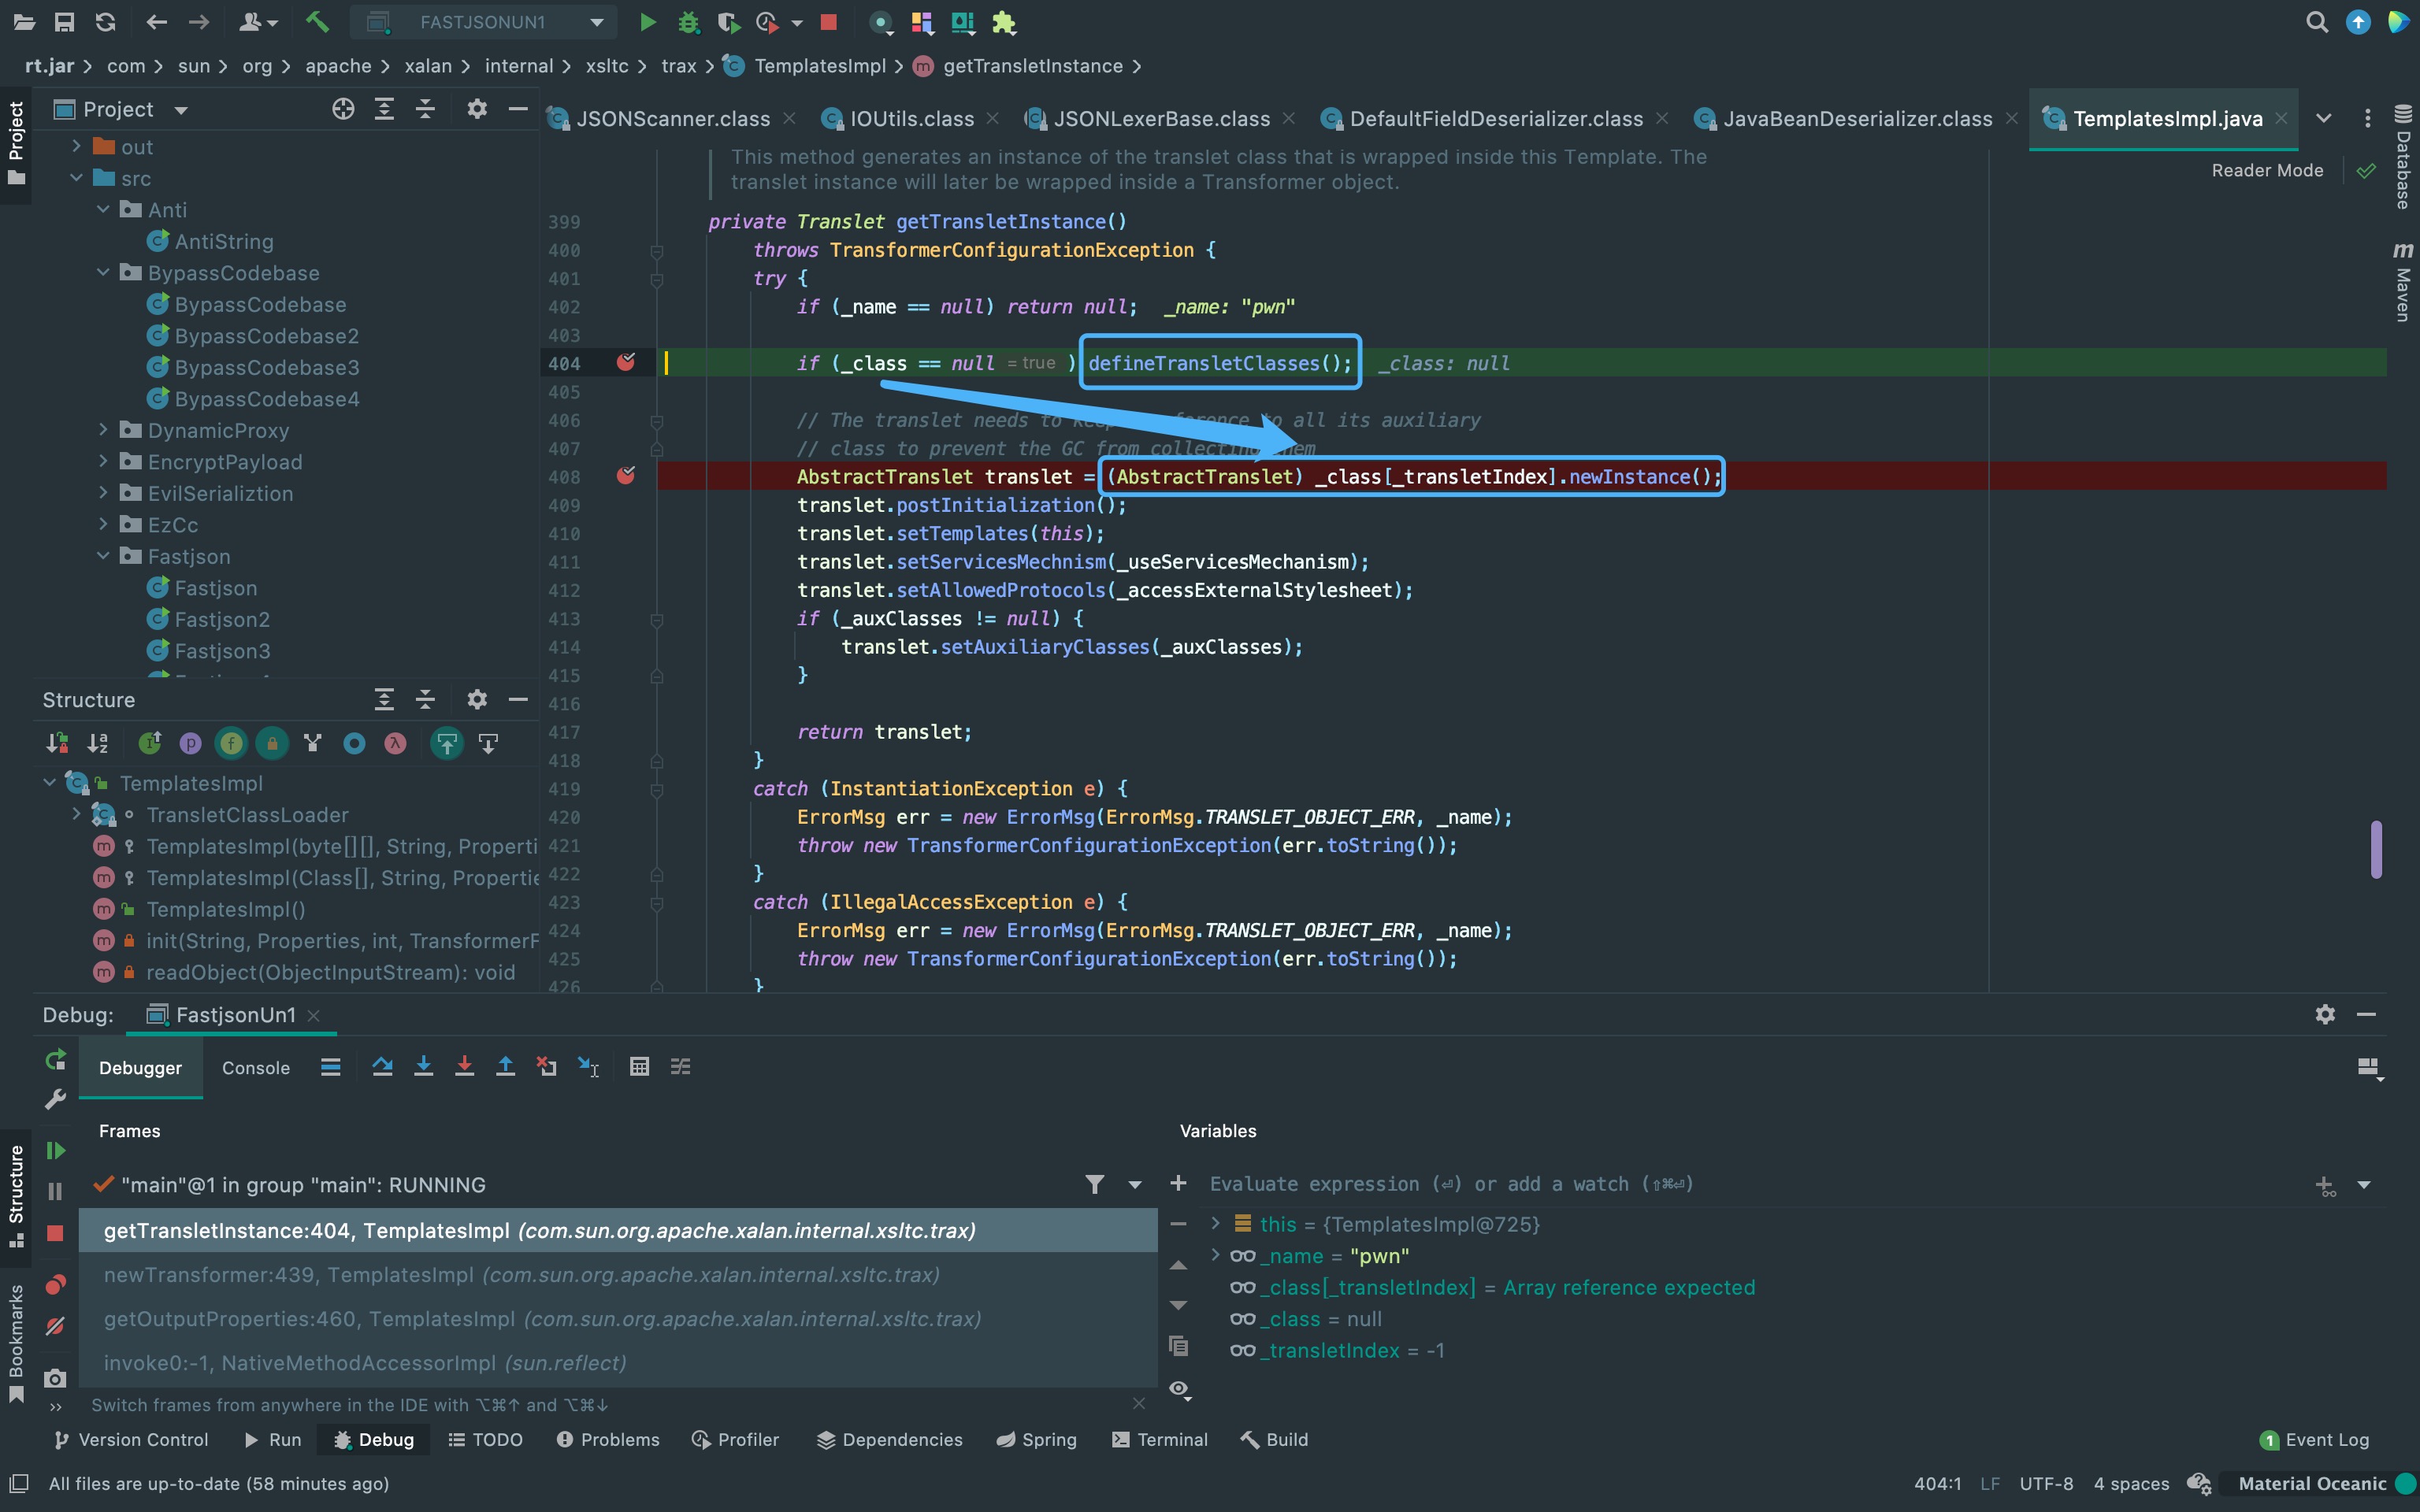 FASTJSONUN1
rt.jar com sun org apache xalan internal xsltc trax TemplatesImpl getTransletInstance
Project
Project
out
src
Anti
AntiString
BypassCodebase
BypassCodebase
BypassCodebase2
BypassCodebase3
BypassCodebase4
DynamicProxy
EncryptPayload
EvilSerializtion
EzCc
Fastjson
Fastjson
Fastjson2
Fastjson3
Structure
TemplatesImpl
TransletClassLoader
TemplatesImpl(byte[][], String, Properti
TemplatesImpl(Class[], String, Propertie
TemplatesImpl()
init(String, Properties, int, TransformerF
readObject(ObjectInputStream): void
JSONScanner.class IOUtils.class JSONLexerBase.class DefaultFieldDeserializer.class JavaBeanDeserializer.class TemplatesImpl.java
Reader Mode
Database
Maven
This method generates an instance of the translet class that is wrapped inside this Template. The
translet instance will later be wrapped inside a Transformer object.
399 private Translet getTransletInstance()
400 throws TransformerConfigurationException {
401 try {
402 if (_name == null) return null; _name: "pwn"
403
404 if (_class == null = true ) defineTransletClasses(); _class: null
405
406 // The translet needs to all its auxiliary
407 // class to prevent the GC from
408 AbstractTranslet translet = (AbstractTranslet) _class[_transletIndex].newInstance();
409 translet.postInitialization();
410 translet.setTemplates(this);
411 translet.setServicesMechnism(_useServicesMechanism);
412 translet.setAllowedProtocols(_accessExternalStylesheet);
413 if (_auxClasses != null) {
414 translet.setAuxiliaryClasses(_auxClasses);
415 }
416
417 return translet;
418 }
419 catch (InstantiationException e) {
420 ErrorMsg err = new ErrorMsg(ErrorMsg.TRANSLET_OBJECT_ERR, _name);
421 throw new TransformerConfigurationException(err.toString());
422 }
423 catch (IllegalAccessException e) {
424 ErrorMsg err = new ErrorMsg(ErrorMsg.TRANSLET_OBJECT_ERR, _name);
425 throw new TransformerConfigurationException(err.toString());
426 }
Debug: FastjsonUn1
Debugger Console
Frames
"main"@1 in group "main": RUNNING
getTransletInstance:404, TemplatesImpl (com.sun.org.apache.xalan.internal.xsltc.trax)
newTransformer:439, TemplatesImpl (com.sun.org.apache.xalan.internal.xsltc.trax)
getOutputProperties:460, TemplatesImpl (com.sun.org.apache.xalan.internal.xsltc.trax)
invoke0:-1, NativeMethodAccessorImpl (sun.reflect)
Switch frames from anywhere in the IDE with ⌥⌘↑ and ⌥⌘↓
Variables
Evaluate expression (⏎) or add a watch (⇧⌘⏎)
this = {TemplatesImpl@725}
_name = "pwn"
_class[_transletIndex] = Array reference expected
_class = null
_transletIndex = -1
Structure
Bookmarks
Version Control Run Debug TODO Problems Profiler Dependencies Spring Terminal Build 1 Event Log
All files are up-to-date (58 minutes ago) 404:1 LF UTF-8 4 spaces Material Oceanic